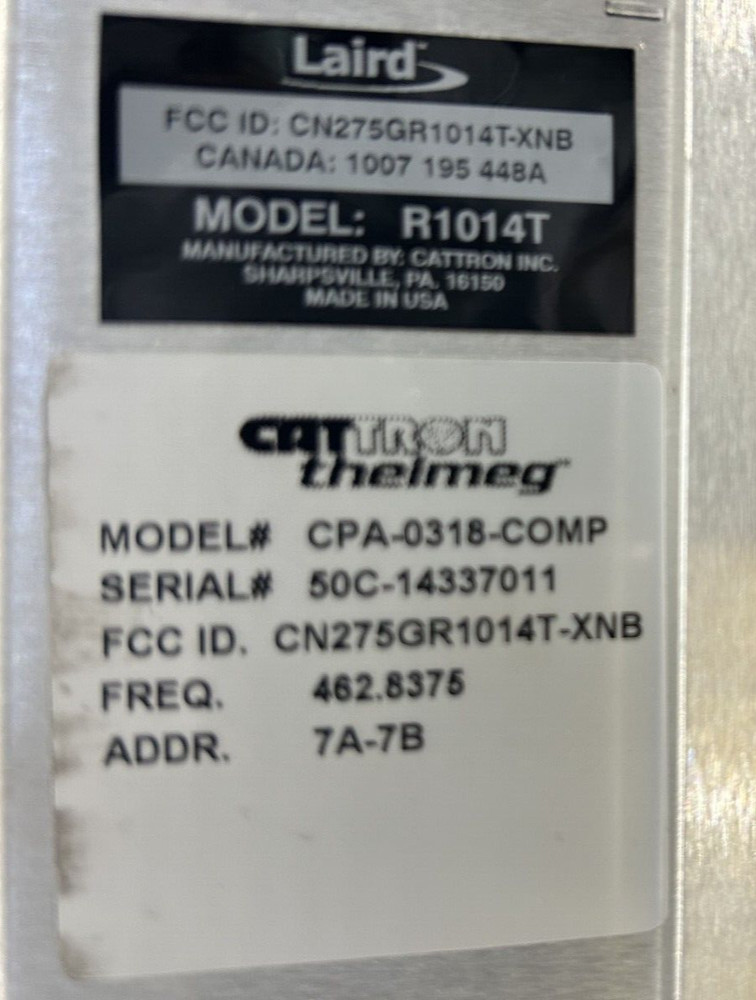 Laird™
FCC ID: CN275GR1014T-XNB
CANADA: 1007 195 448A
MODEL: R1014T
MANUFACTURED BY: CATTRON INC.
SHARPSVILLE, PA. 16150
MADE IN USA
CATTRON
theimeg™
MODEL# CPA-0318-COMP
SERIAL# 50C-14337011
FCC ID. CN275GR1014T-XNB
FREQ. 462.8375
ADDR. 7A-7B